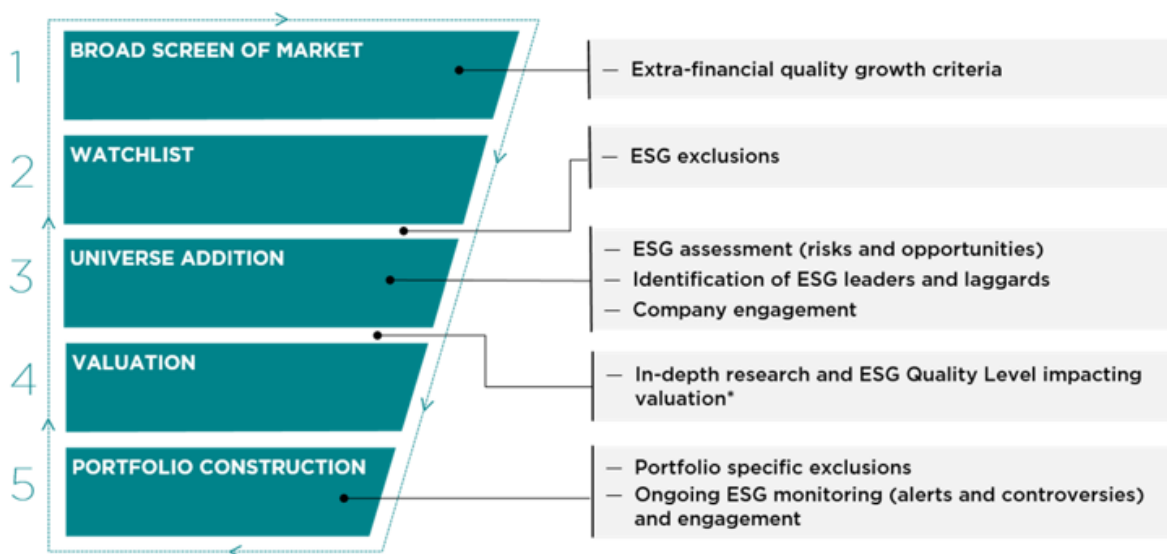 1
BROAD SCREEN OF MARKET
— Extra-financial quality growth criteria
2
WATCHLIST
— ESG exclusions
3
UNIVERSE ADDITION
— ESG assessment (risks and opportunities)
— Identification of ESG leaders and laggards
— Company engagement
4
VALUATION
— In-depth research and ESG Quality Level impacting
valuation*
5
PORTFOLIO CONSTRUCTION
— Portfolio specific exclusions
— Ongoing ESG monitoring (alerts and controversies)
and engagement